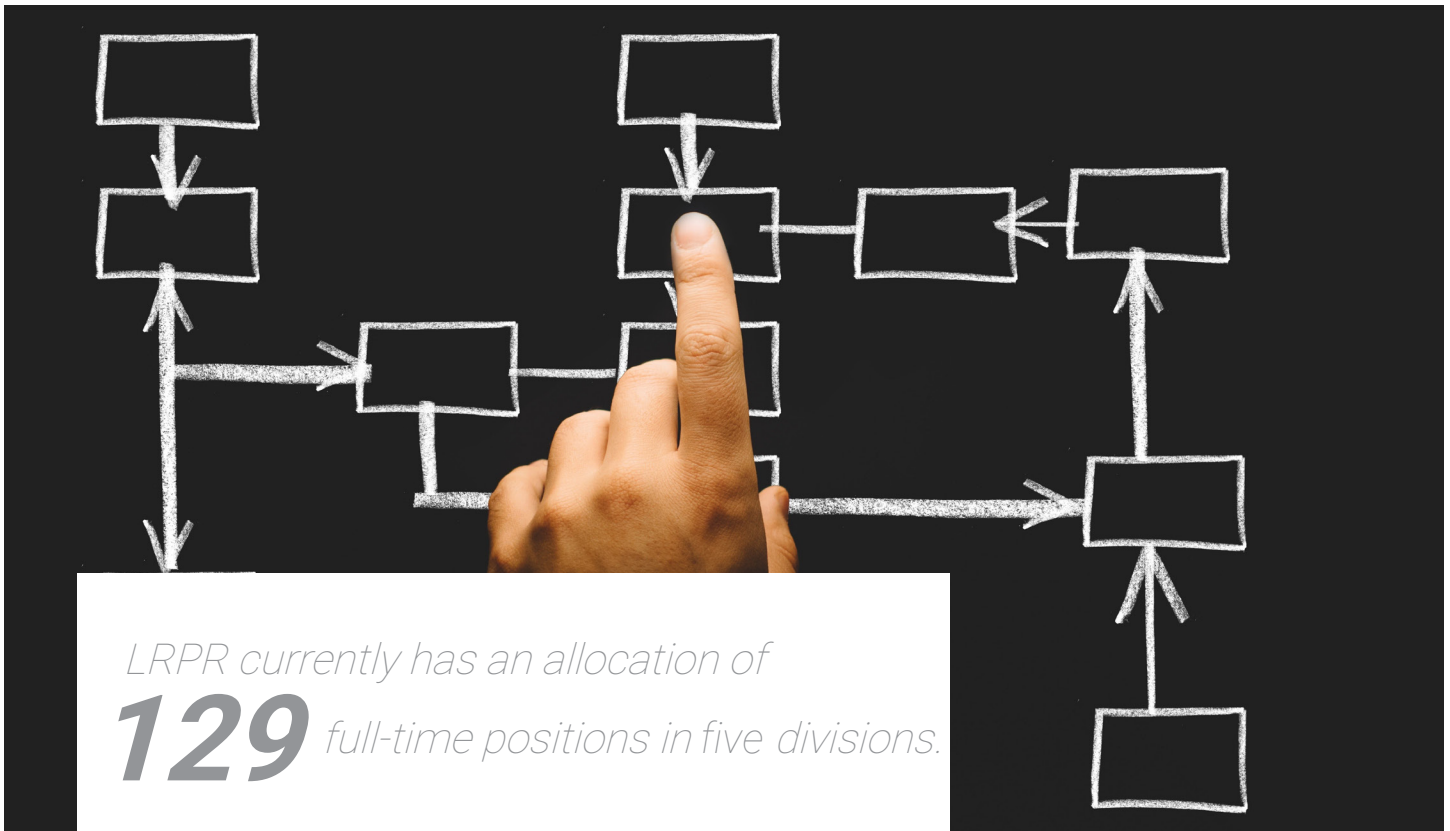 LRPR currently has an allocation of
129 full-time positions in five divisions.